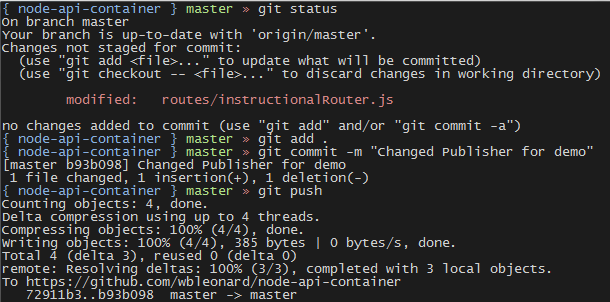 { node-api-container } master » git status
On branch master
Your branch is up-to-date with 'origin/master'.
Changes not staged for commit:
  (use "git add <file>..." to update what will be committed)
  (use "git checkout -- <file>..." to discard changes in working directory)

        modified:   routes/instructionalRouter.js

no changes added to commit (use "git add" and/or "git commit -a")
{ node-api-container } master » git add .
{ node-api-container } master » git commit -m "Changed Publisher for demo"
[master b93b098] Changed Publisher for demo
 1 file changed, 1 insertion(+), 1 deletion(-)
{ node-api-container } master » git push
Counting objects: 4, done.
Delta compression using up to 4 threads.
Compressing objects: 100% (4/4), done.
Writing objects: 100% (4/4), 385 bytes | 0 bytes/s, done.
Total 4 (delta 3), reused 0 (delta 0)
remote: Resolving deltas: 100% (3/3), completed with 3 local objects.
To https://github.com/wbleonard/node-api-container
   72911b3..b93b098  master -> master